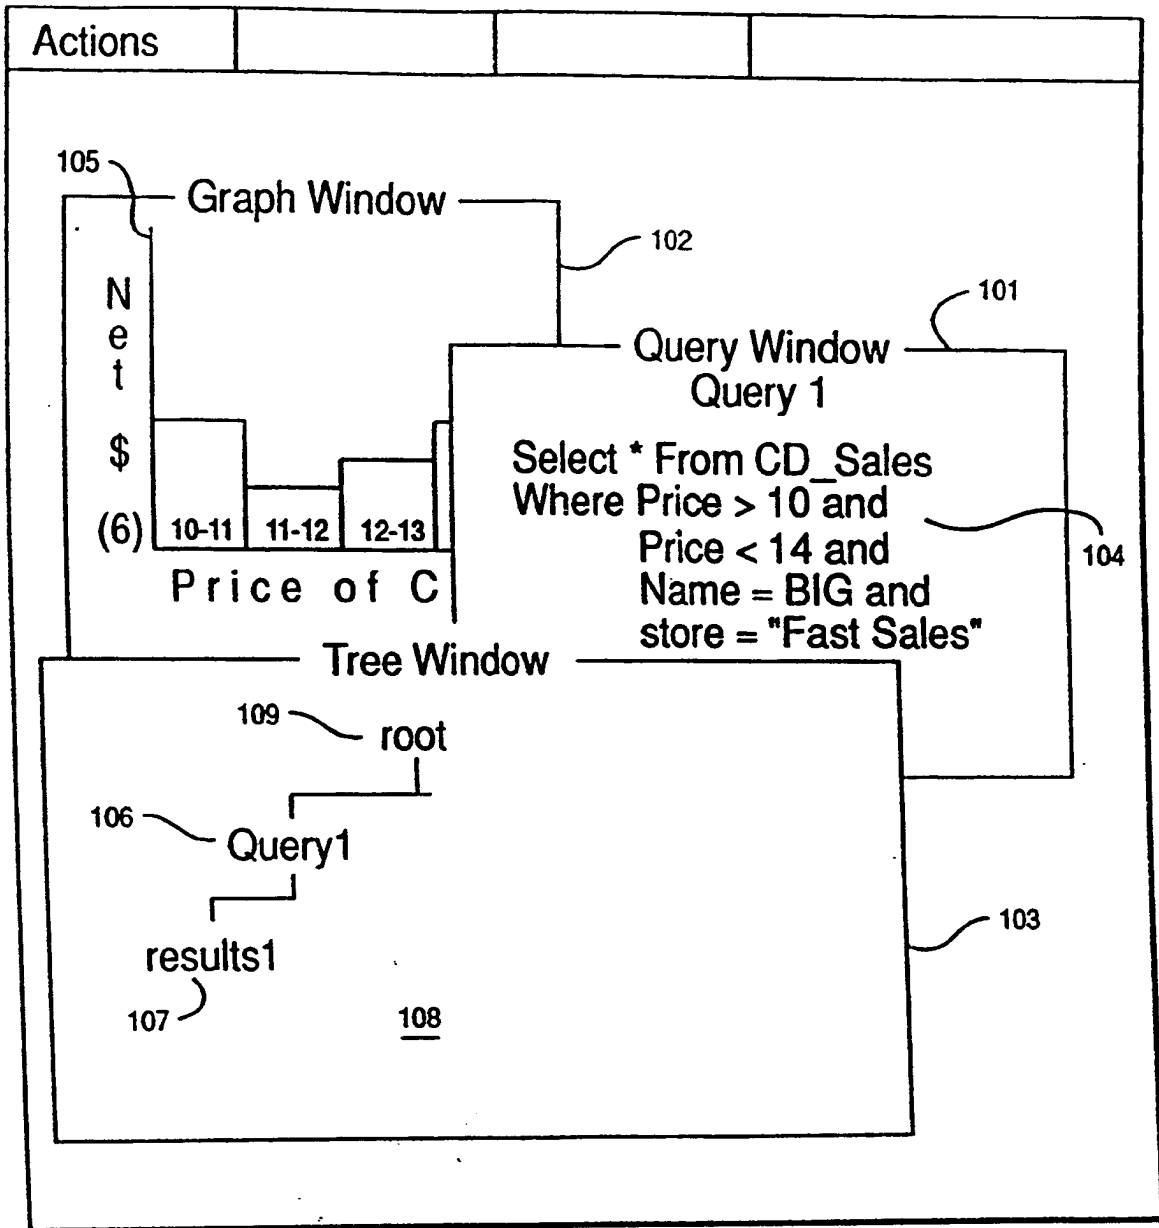 Actions
105
Graph Window
102
101
Net $
(6)
10-11 11-12 12-13
Price of C
Query Window
Query 1
Select * From CD_Sales
Where Price > 10 and
Price < 14 and
Name = BIG and
store = "Fast Sales"
104
Tree Window
109
root
106
Query1
results1
107
108
103